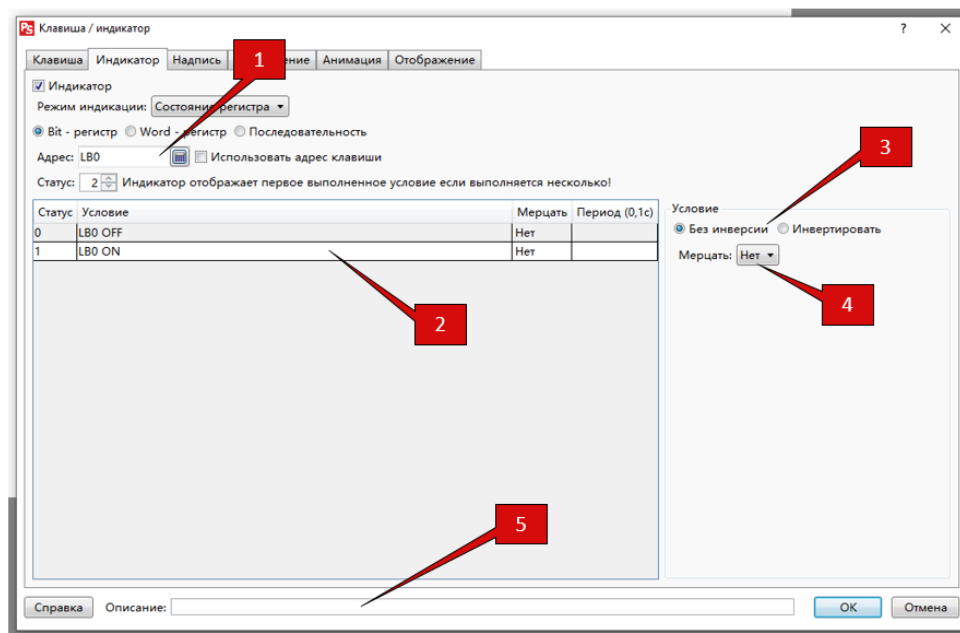 PS Клавиша / индикатор ? ×
Клавиша Индикатор Надпись ение Анимация Отображение
1
Индикатор
Режим индикации: Состояние регистра
Bit - регистр Word - регистр Последовательность
Адрес: LB0 Использовать адрес клавиши
3
Статус: 2 Индикатор отображает первое выполненное условие если выполняется несколько!
Статус Условие Мерцать Период (0,1с)
0 LB0 OFF Нет
1 LB0 ON Нет
Условие
Без инверсии Инвертировать
Мерцать: Нет
4
2
5
Справка Описание: OK Отмена